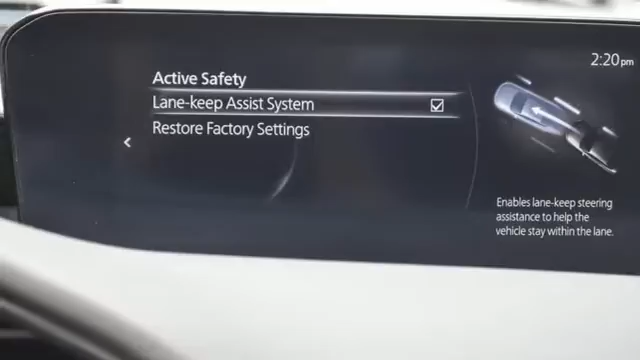 2:20pm
Active Safety
Lane-keep Assist System
Restore Factory Settings
Enables lane-keep steering
assistance to help the
vehicle stay within the lane.